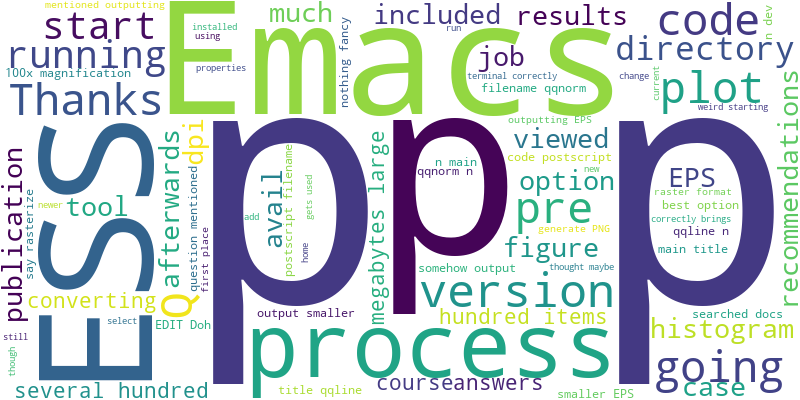 mentioned outputting
start
Emacs
much
included
results
code
n dev
running
installed
using
nothing fancy
job
directory
100x magnification
properties
run
terminal correctly
filename qqnorm
plot
current
change
weird starting
Thanks
outputting EPS
recommendations
publication
ESS
afterwards
dpi
p p p
megabytes large
n main
qqnorm n
viewed
code postscript
new
EPS
raster format
best option
correctly brings
qqline n
main title
say rasterize
newer
tool
question mentioned
first place
avail
postscript filename
add
home
gets used
option
pre
generate PNG
figure
somehow output
thought maybe
converting
Q
version
EDIT Doh
output smaller
hundred items
searched docs
histogram
still
though
select
process
going
several hundred
title qqline
courseanswers
smaller EPS
case